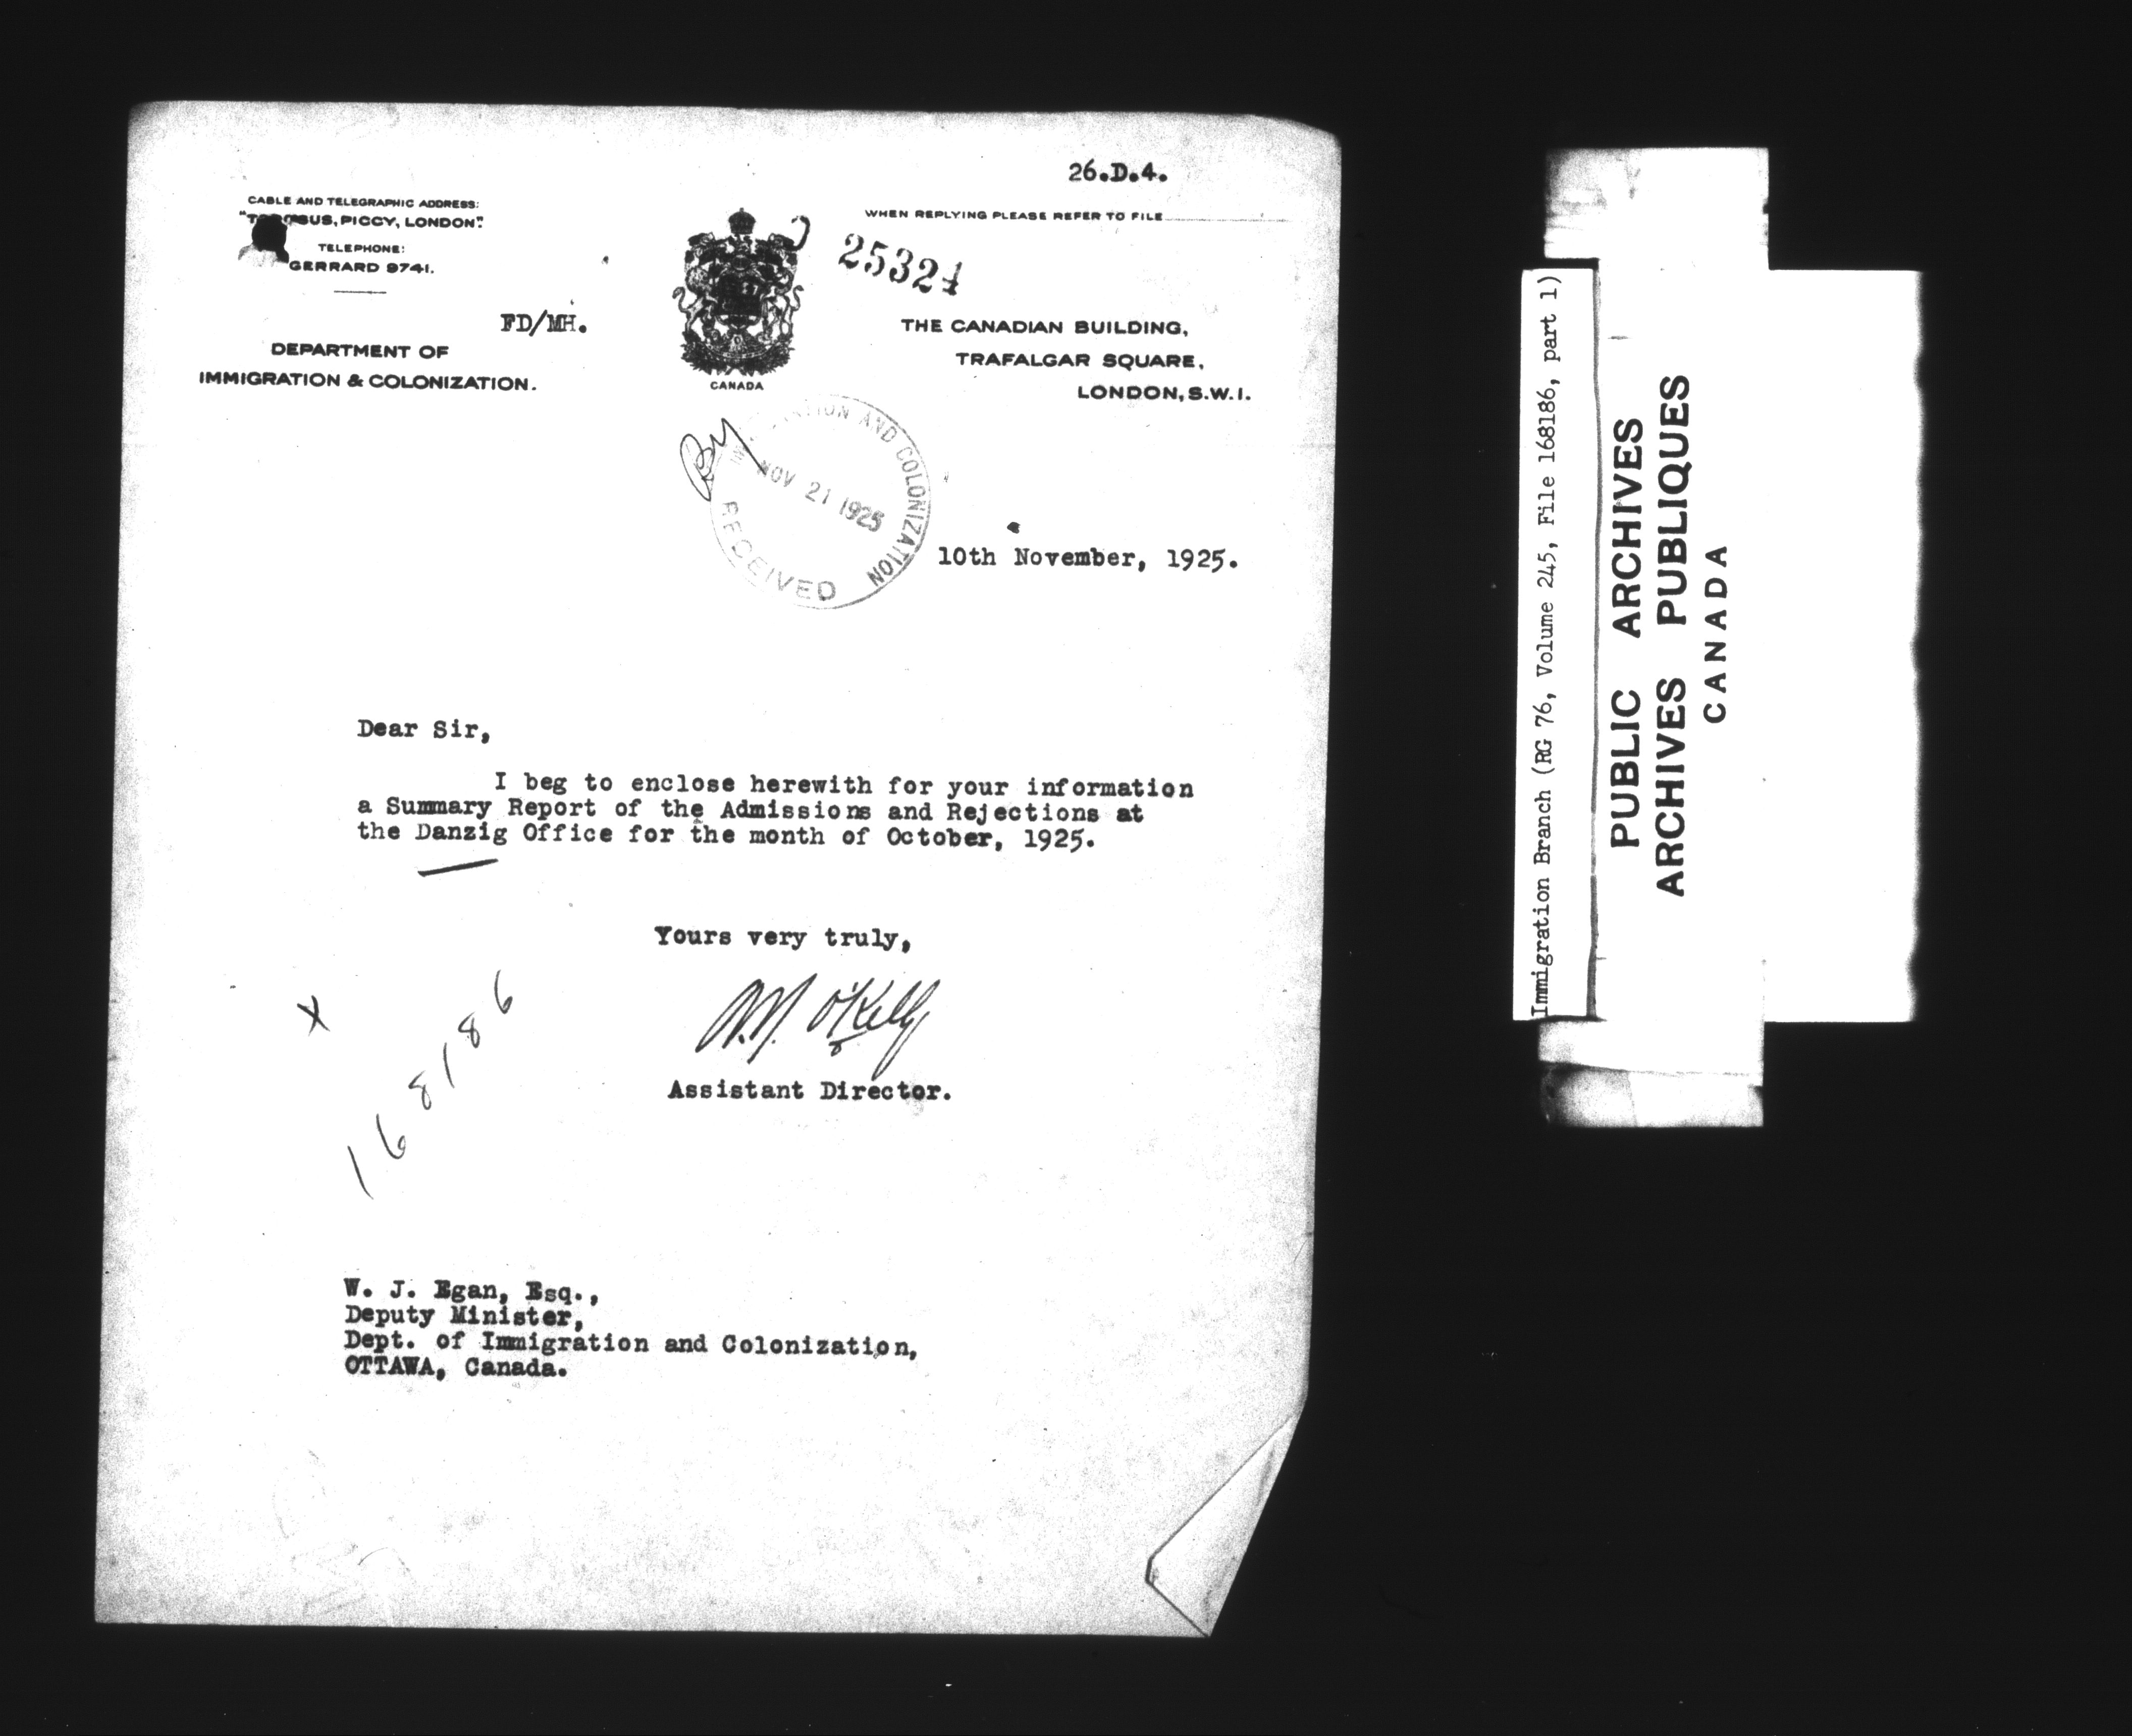 26.D.4.
CABLE AND TELEGRAPHIC ADDRESS:
PICCY, LONDON".
TELEPHONE:
GERRARD 9741.
WHEN REPLYING PLEASE REFER TO FILE
25324
FD/MH.
DEPARTMENT OF
IMMIGRATION & COLONIZATION.
CANADA
THE CANADIAN BUILDING,
TRAFALGAR SQUARE,
LONDON, S.W.1.
AND COLONIZATION
NOV 21 1925
RECEIVED
10th November, 1925.
Dear Sir,
I beg to enclose herewith for your information
a Summary Report of the Admissions and Rejections at
the Danzig Office for the month of October, 1925.
Yours very truly,
O'Kelly
Assistant Director.
X
168186
W. J. Egan, Esq.,
Deputy Minister,
Dept. of Immigration and Colonization,
OTTAWA, Canada.
Immigration Branch (RG 76, Volume 245, File 168186, part 1)
PUBLIC ARCHIVES
ARCHIVES PUBLIQUES
CANADA